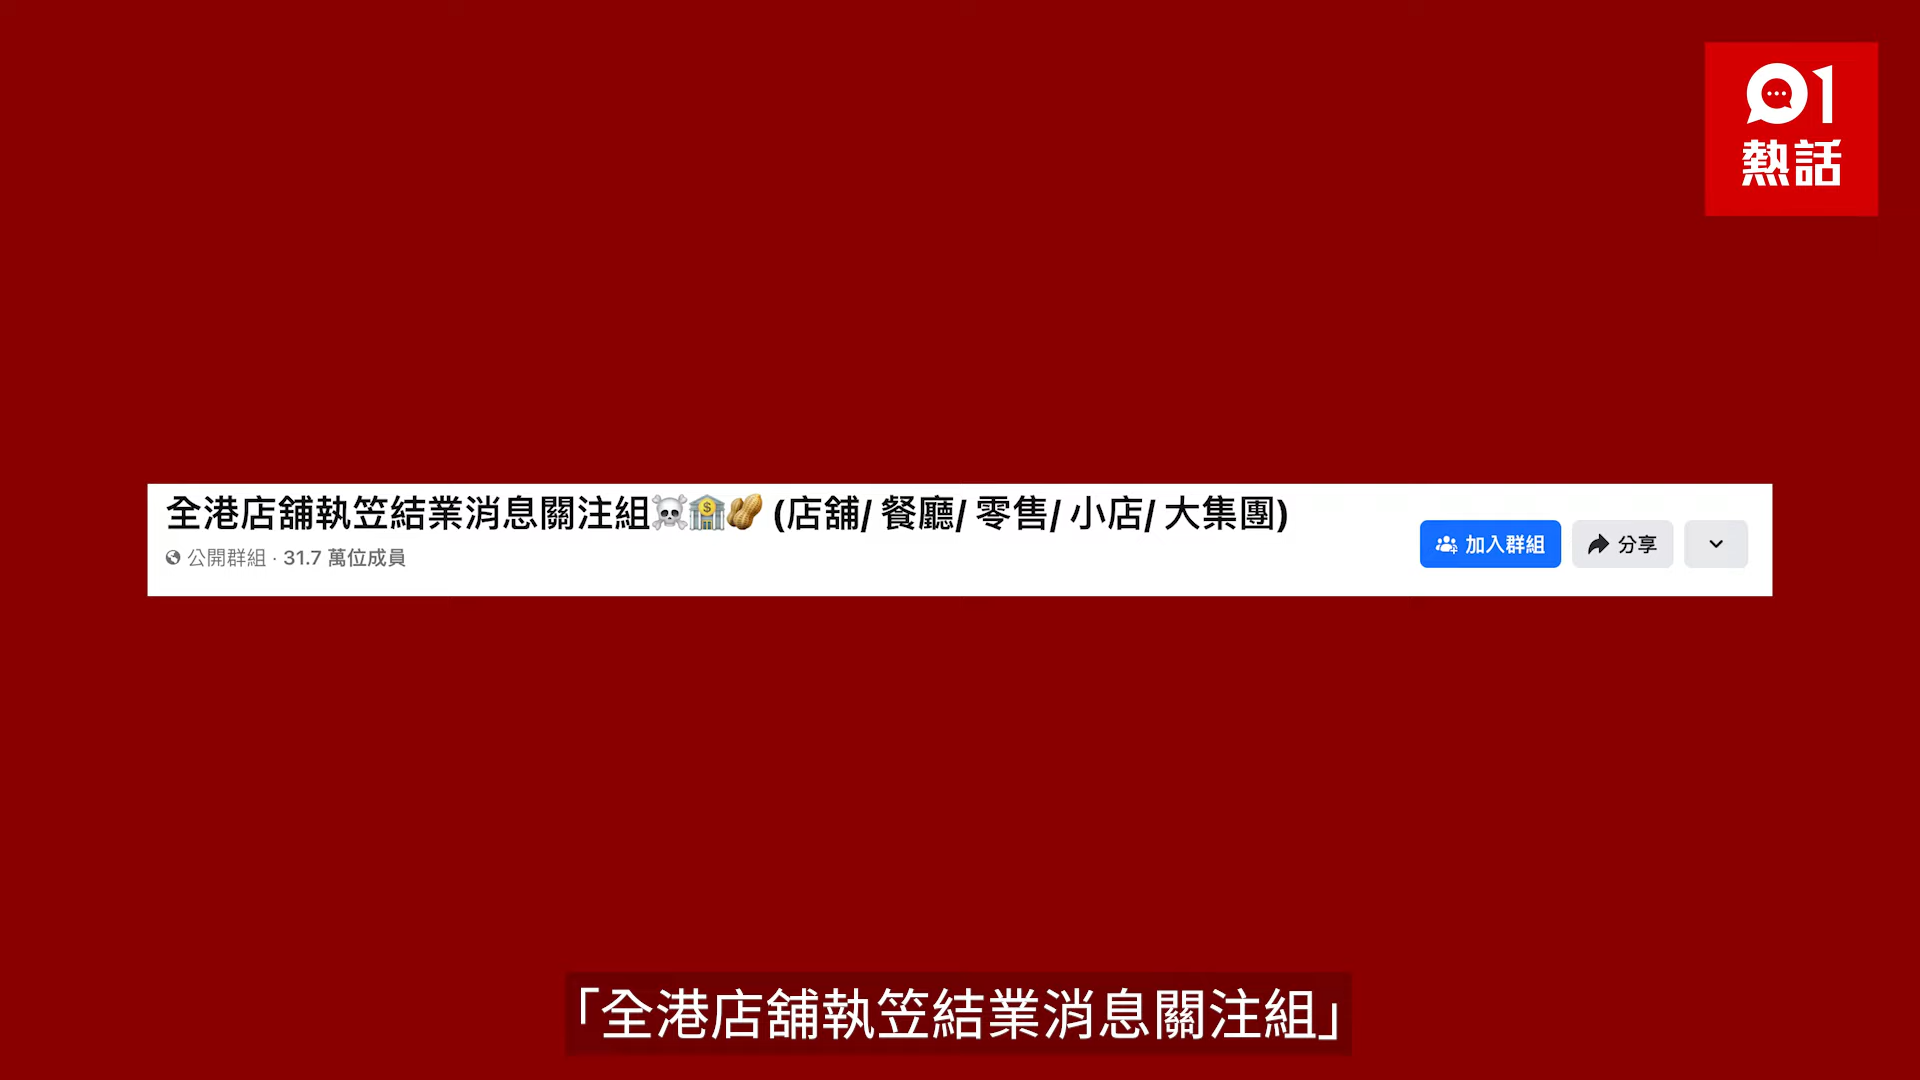 01
熱話
全港店舖執笠結業消息關注組☠️🏦🥜 (店舖/ 餐廳/ 零售/ 小店/ 大集團)
公開群組 · 31.7 萬位成員
加入群組
分享
「全港店舖執笠結業消息關注組」